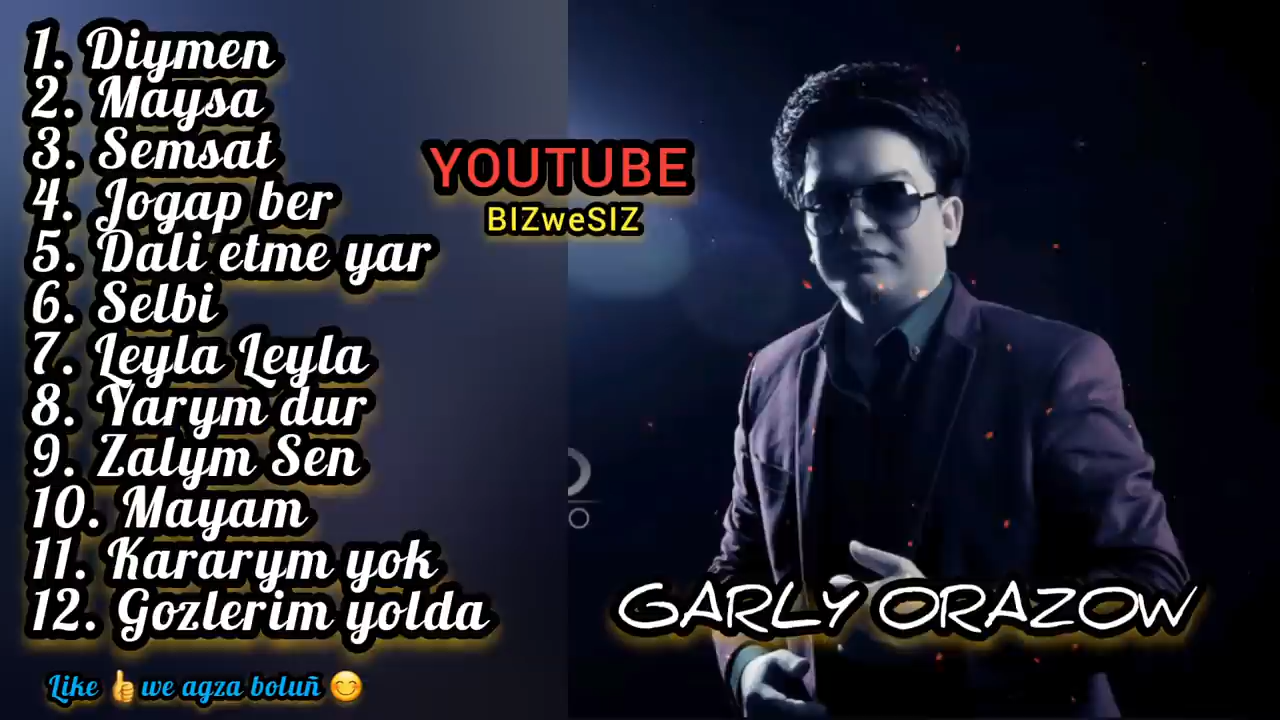 1. Diymen
2. Maysa
3. Semsat
4. Jogap ber
5. Dali etme yar
6. Selbi
7. Leyla Leyla
8. Yarym dur
9. Zalym Sen
10. Mayam
11. Kararym yok
12. Gozlerim yolda
Like 👍 we agza boluñ 😊
YOUTUBE
BIZweSIZ
GARLY ORAZOW